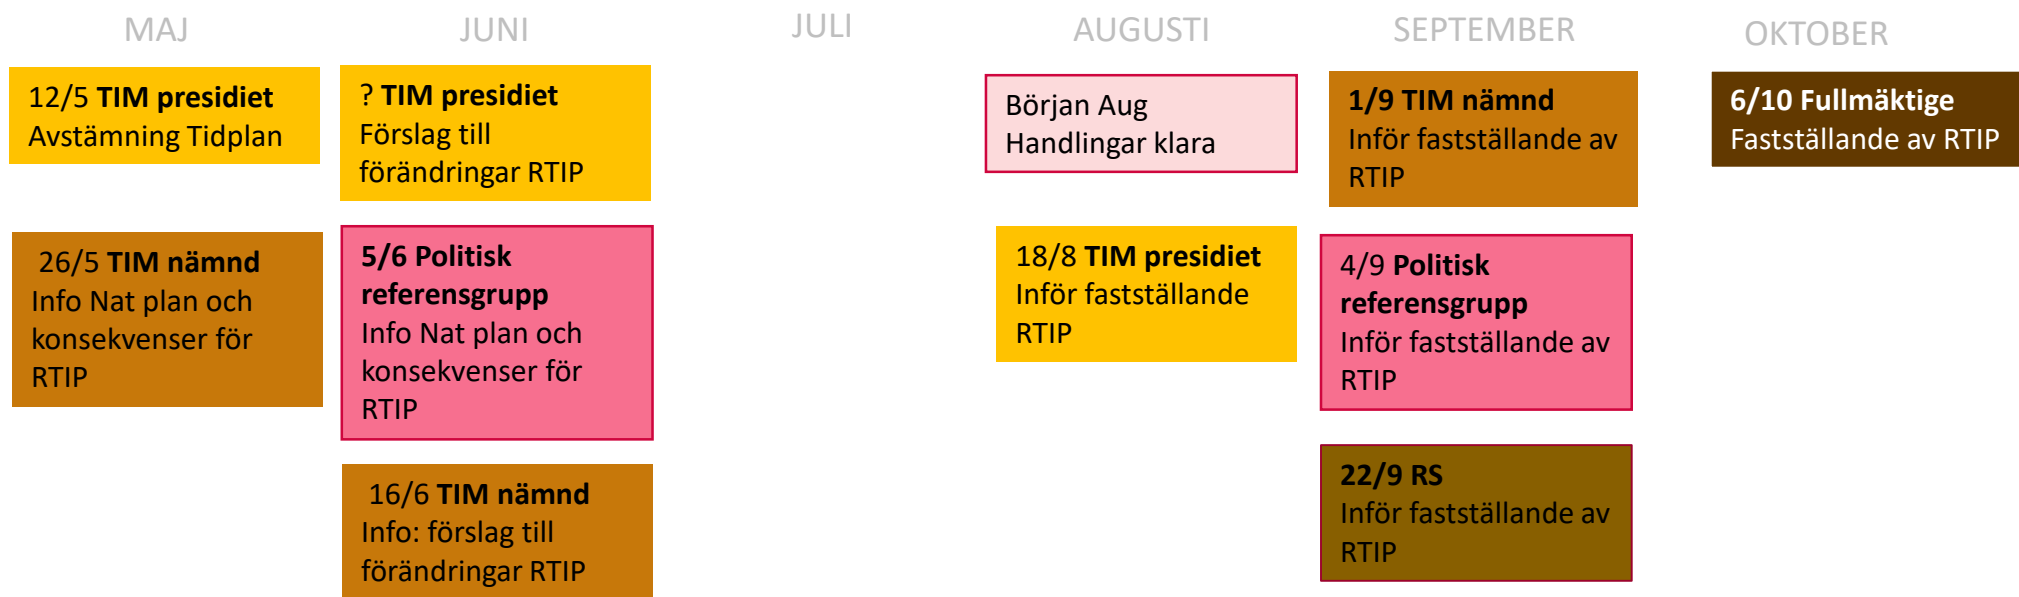 MAJ
12/5 TIM presidiet
Avstämning Tidplan
26/5 TIM nämnd
Info Nat plan och
konsekvenser för
RTIP
JUNI
? TIM presidiet
Förslag till
förändringar RTIP
5/6 Politisk
referensgrupp
Info Nat plan och
konsekvenser för
RTIP
16/6 TIM nämnd
Info: förslag till
förändringar RTIP
JULI
AUGUSTI
Början Aug
Handlingar klara
18/8 TIM presidiet
Inför fastställande
RTIP
SEPTEMBER
1/9 TIM nämnd
Inför fastställande av
RTIP
4/9 Politisk
referensgrupp
Inför fastställande av
RTIP
22/9 RS
Inför fastställande av
RTIP
OKTOBER
6/10 Fullmäktige
Fastställande av RTIP